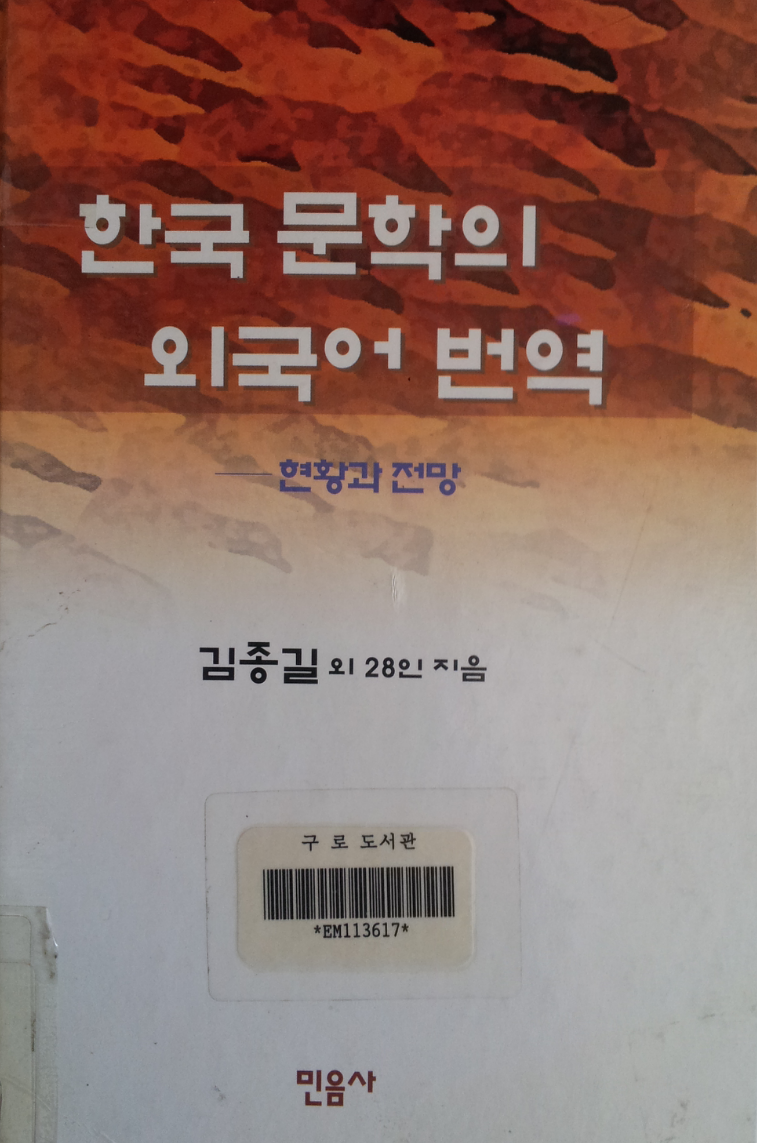 한국 문학의
외국어 번역
──현황과 전망
김종길 외 28인 지음
구 로 도서관
*EM113617*
민음사